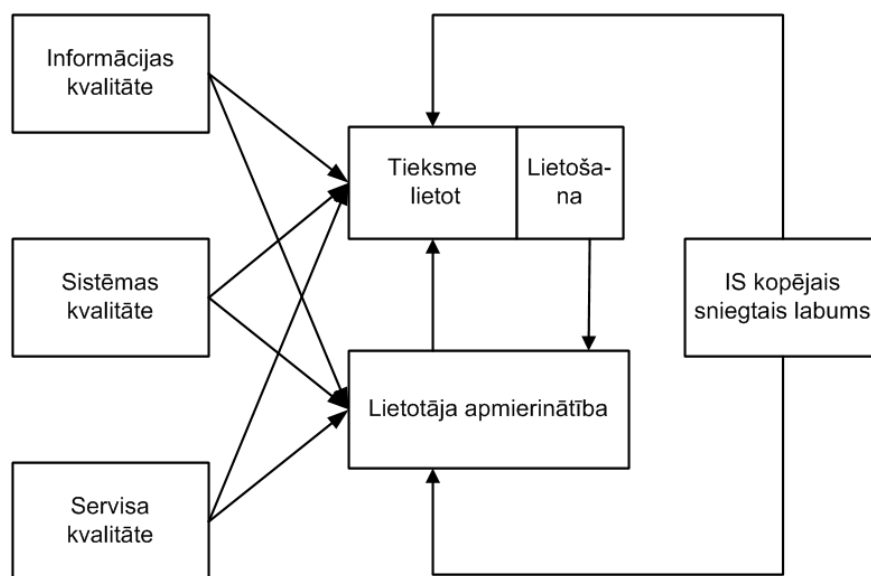 Informācijas
kvalitāte
Tieksme
lietot
Lietoša-
na
Sistēmas
kvalitāte
IS kopējais
sniegtais labums
Lietotāja apmierinātība
Servisa
kvalitāte